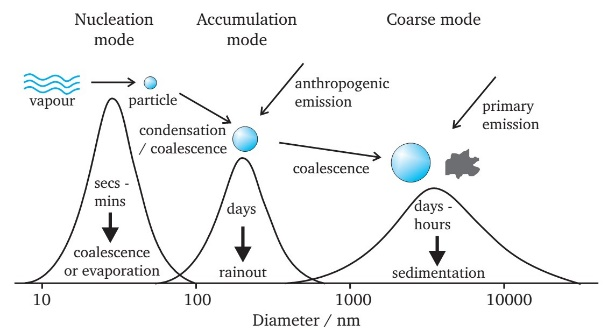 Nucleation
mode
Accumulation
mode
Coarse mode
vapour
particle
anthropogenic
emission
primary
emission
condensation
/ coalescence
coalescence
secs -
mins
coalescence
or evaporation
days
rainout
days -
hours
sedimentation
10
100
1000
10000
Diameter / nm